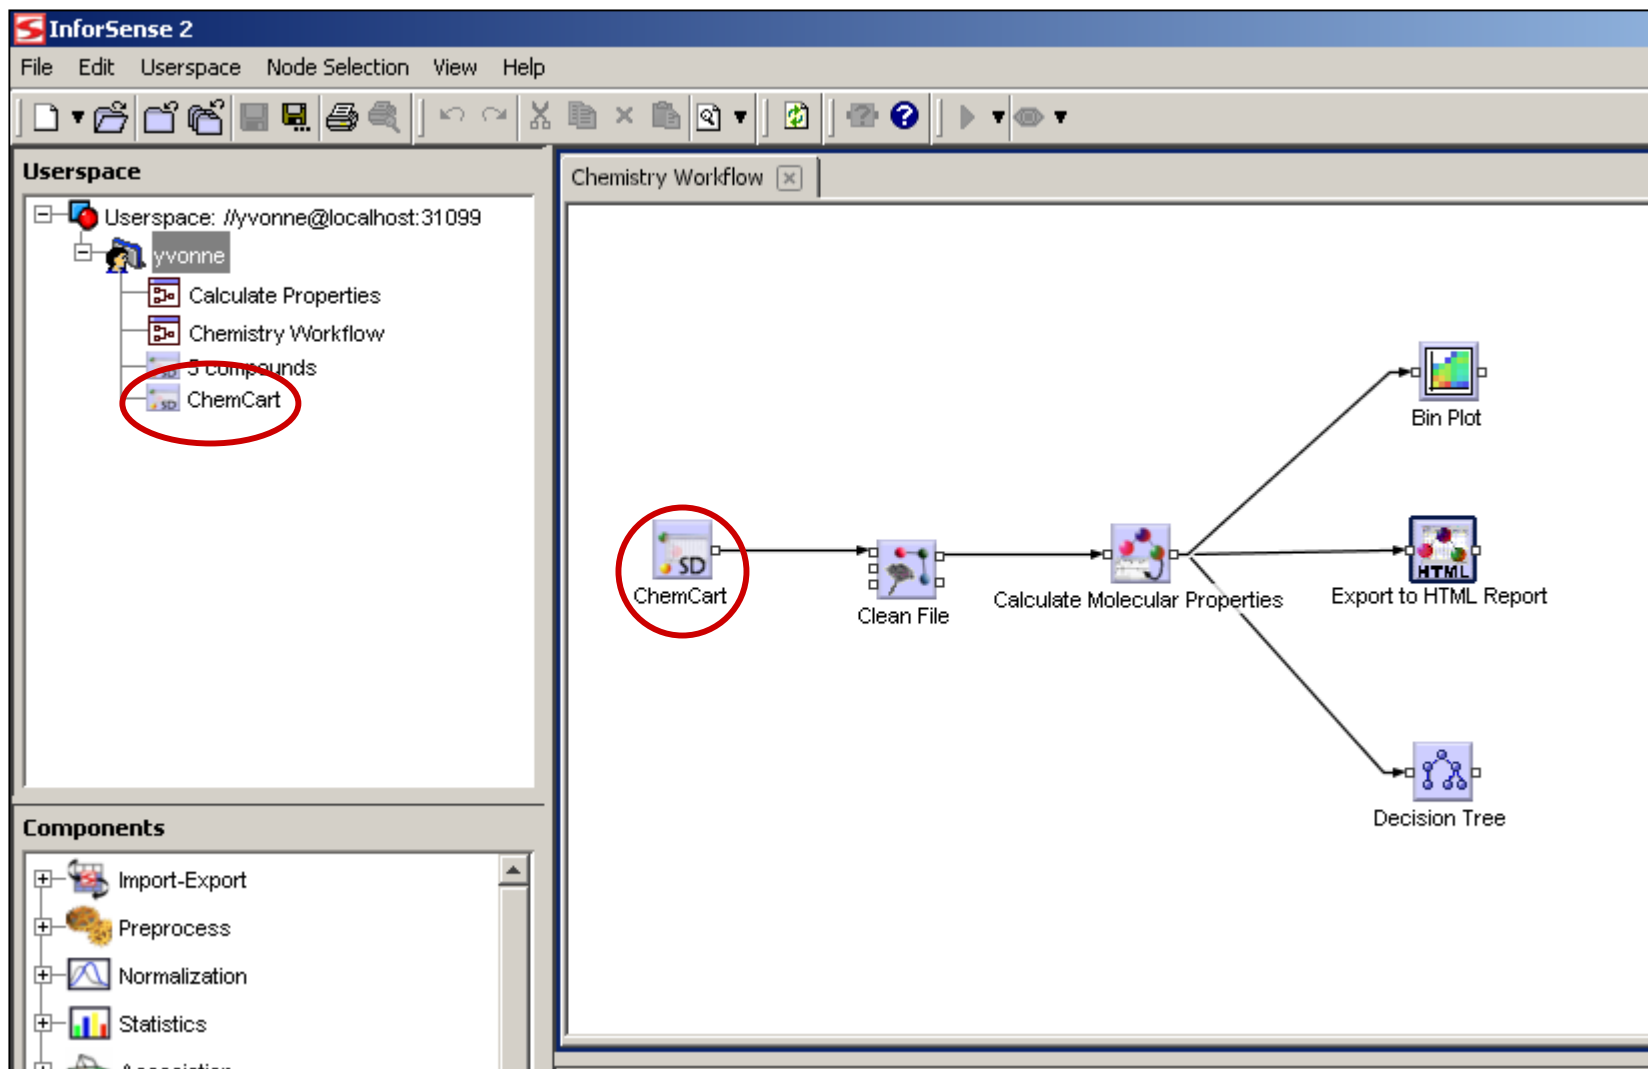 InforSense 2
File Edit Userspace Node Selection View Help
Userspace
Userspace: //yvonne@localhost:31099
yvonne
Calculate Properties
Chemistry Workflow
5 compounds
ChemCart
Components
Import-Export
Preprocess
Normalization
Statistics
Association
Chemistry Workflow
Bin Plot
SD
ChemCart
Clean File
Calculate Molecular Properties
HTML
Export to HTML Report
Decision Tree